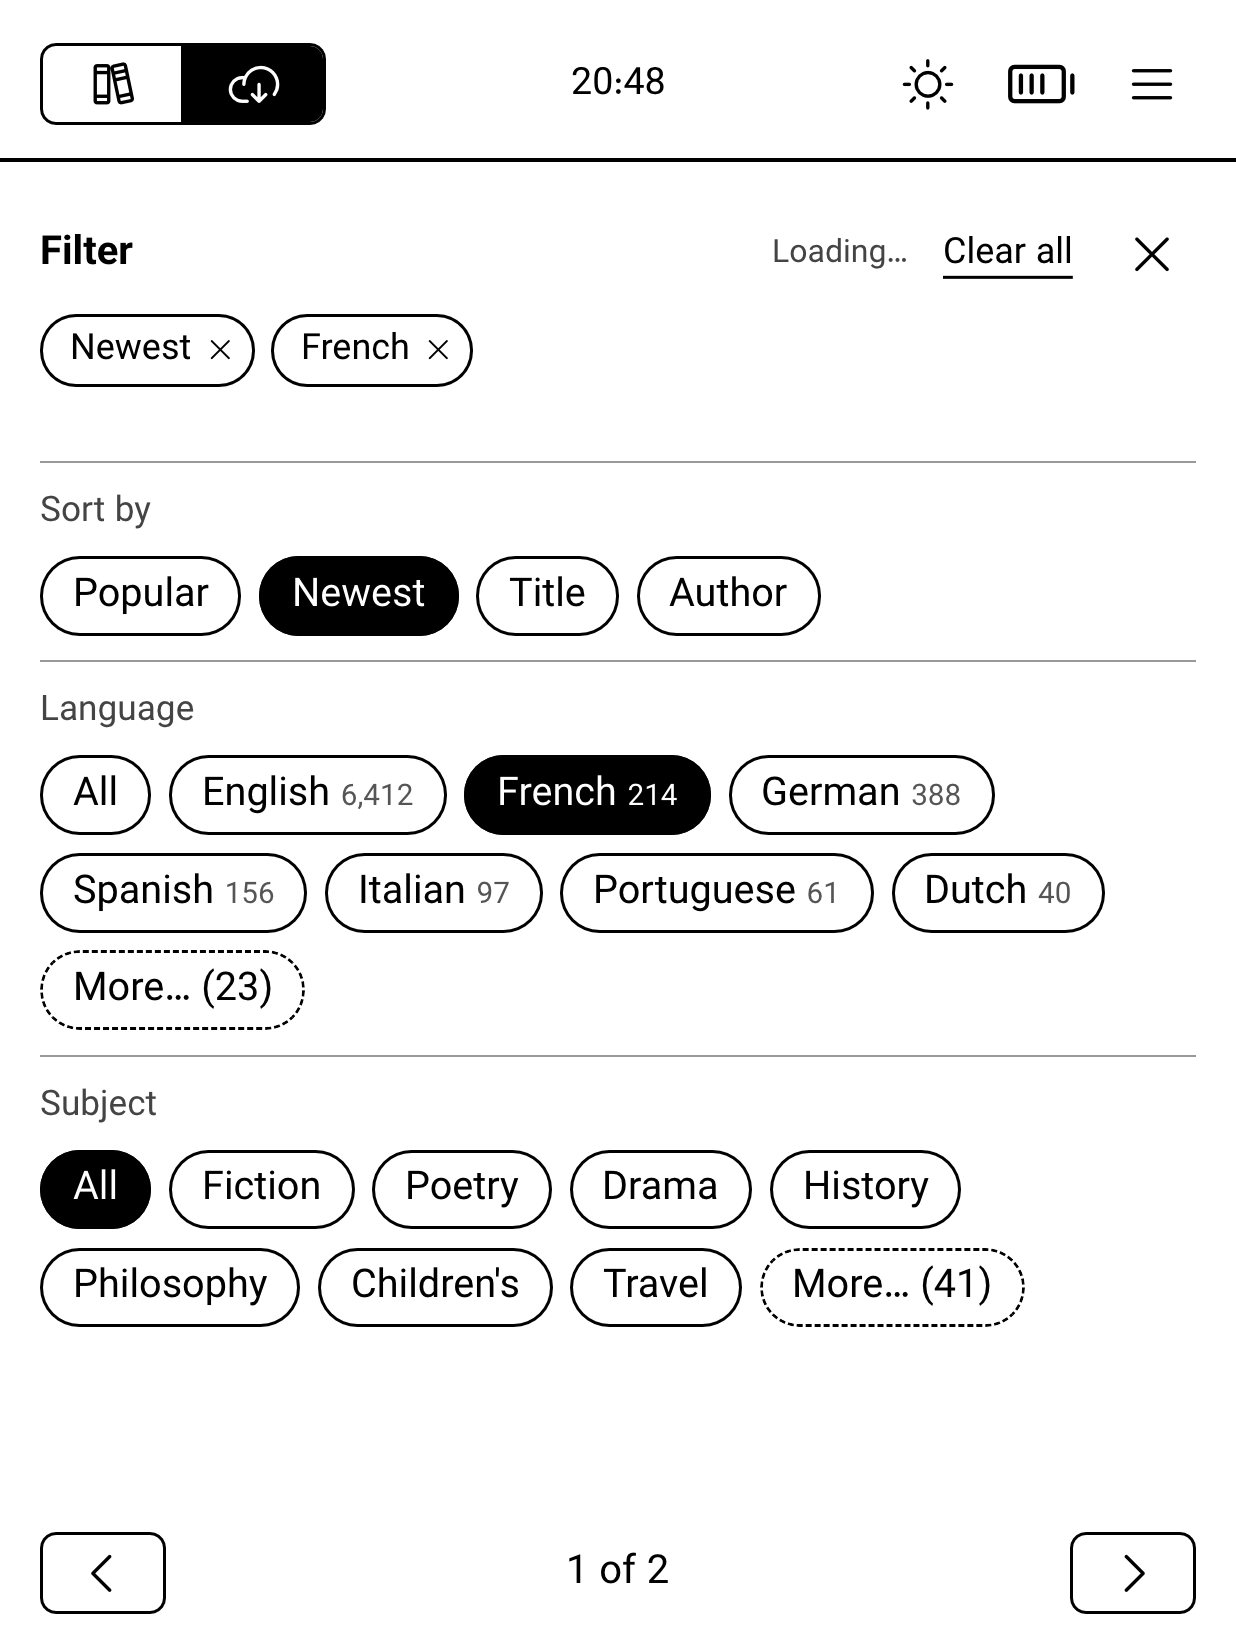 20:48
Filter Loading... Clear all
Newest French
Sort by
Popular Newest Title Author
Language
All English 6,412 French 214 German 388
Spanish 156 Italian 97 Portuguese 61 Dutch 40
More... (23)
Subject
All Fiction Poetry Drama History
Philosophy Children's Travel More... (41)
1 of 2